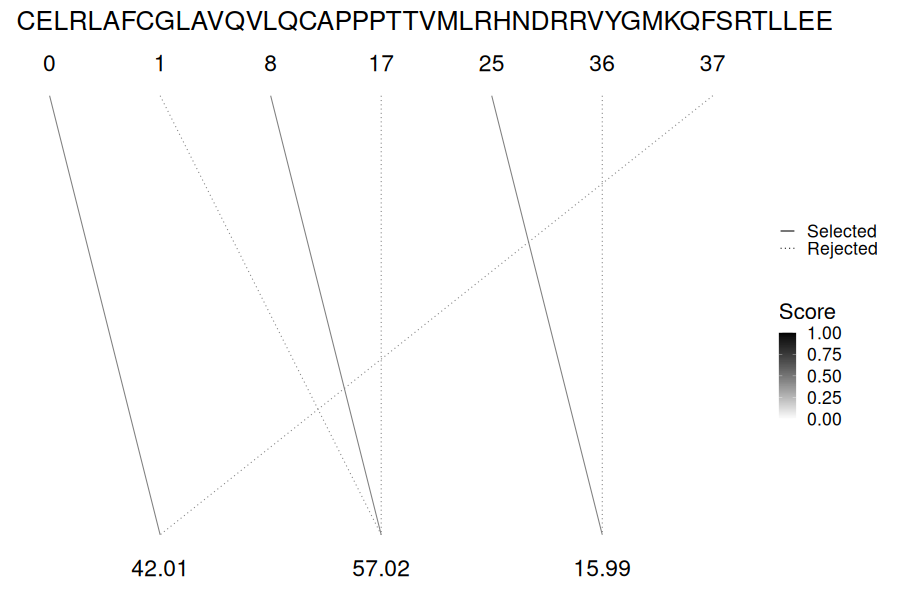 CELRLAFCGLAVQVLQCAPPPTTVMLRHNDRRVYGMKQFSRTLLEE
0 1 8 17 25 36 37
Selected
Rejected
Score
1.00
0.75
0.50
0.25
0.00
42.01 57.02 15.99